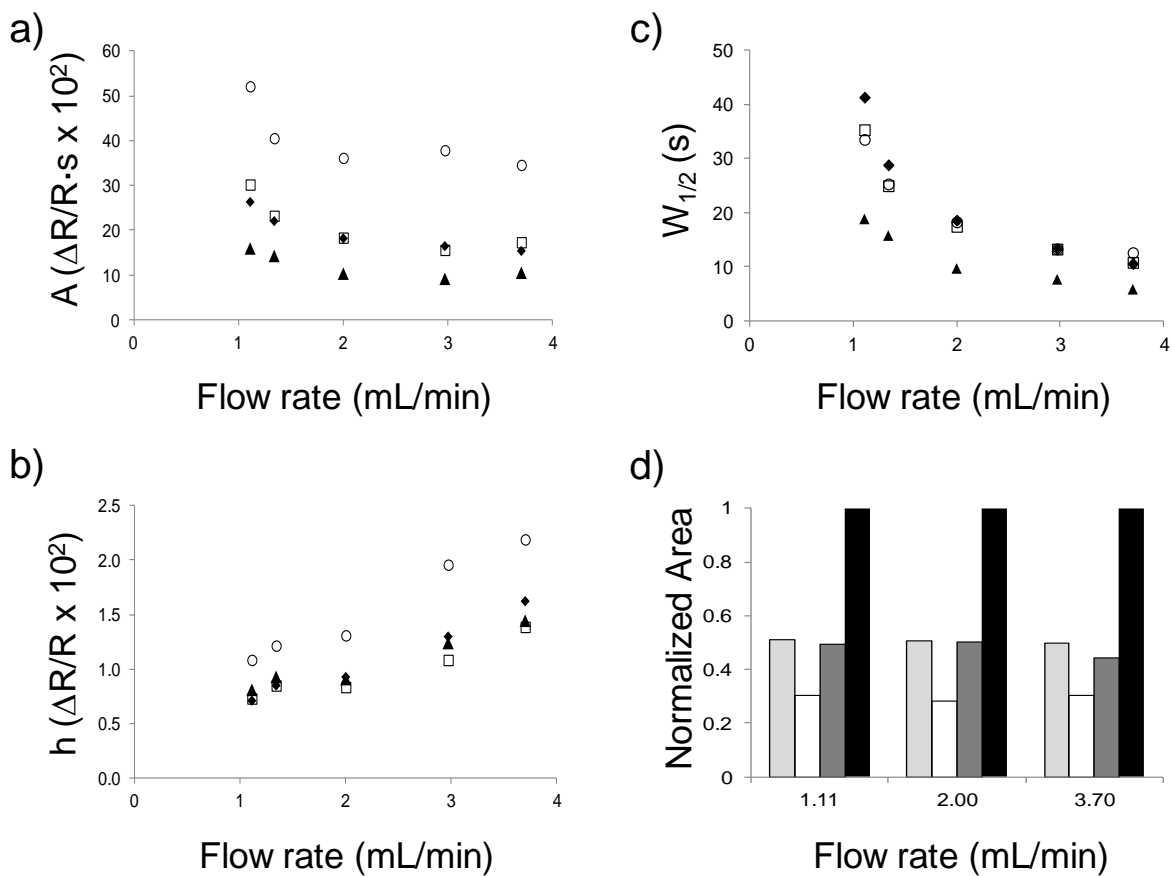 a)
A (ΔR/R·s x 10²)
60
50
40
30
20
10
0
0 1 2 3 4
Flow rate (mL/min)
c)
W1/2 (s)
50
40
30
20
10
0
0 1 2 3 4
Flow rate (mL/min)
b)
h (ΔR/R x 10²)
2.5
2.0
1.5
1.0
0.5
0.0
0 1 2 3 4
Flow rate (mL/min)
d)
Normalized Area
1
0.8
0.6
0.4
0.2
0
1.11 2.00 3.70
Flow rate (mL/min)